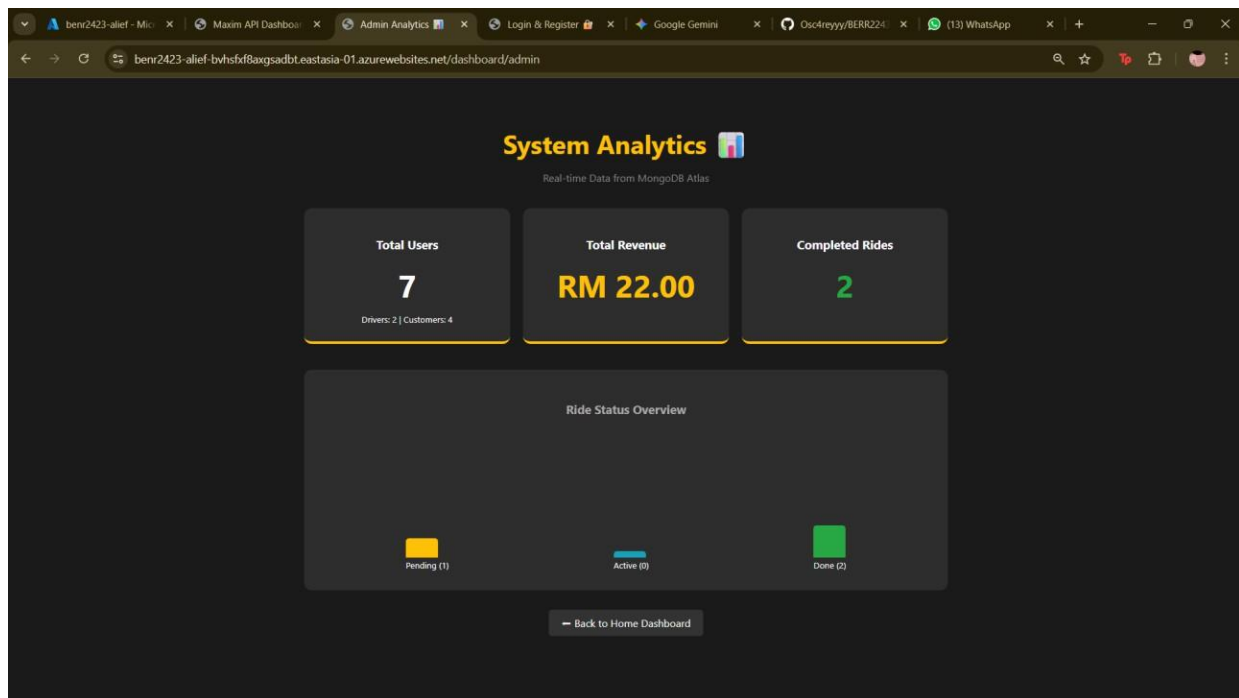 benr2423-alief - Mic
Maxim API Dashboar
Admin Analytics 📊
Login & Register 🔐
Google Gemini
Osc4reyyy/BERR2243
(13) WhatsApp
benr2423-alief-bvhsfxf8axgsadbt.eastasia-01.azurewebsites.net/dashboard/admin
Tp
System Analytics 📊
Real-time Data from MongoDB Atlas
Total Users
7
Drivers: 2 | Customers: 4
Total Revenue
RM 22.00
Completed Rides
2
Ride Status Overview
Pending (1)
Active (0)
Done (2)
⬅ Back to Home Dashboard